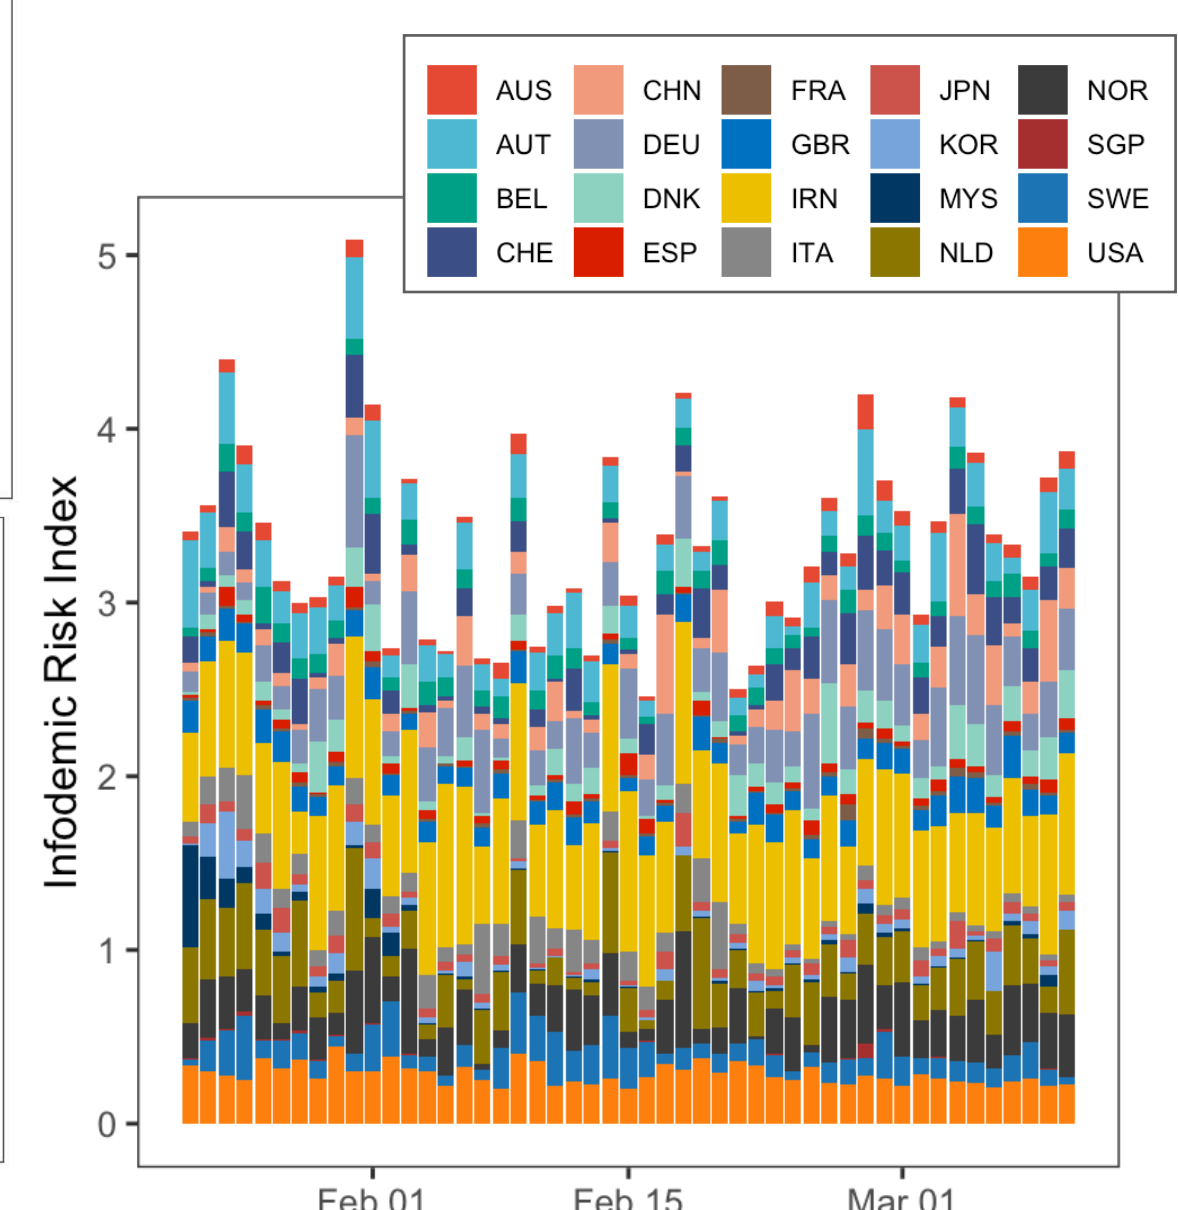 AUS CHN FRA JPN NOR
AUT DEU GBR KOR SGP
BEL DNK IRN MYS SWE
CHE ESP ITA NLD USA
Infodemic Risk Index
5
4
3
2
1
0
Feb 01 Feb 15 Mar 01